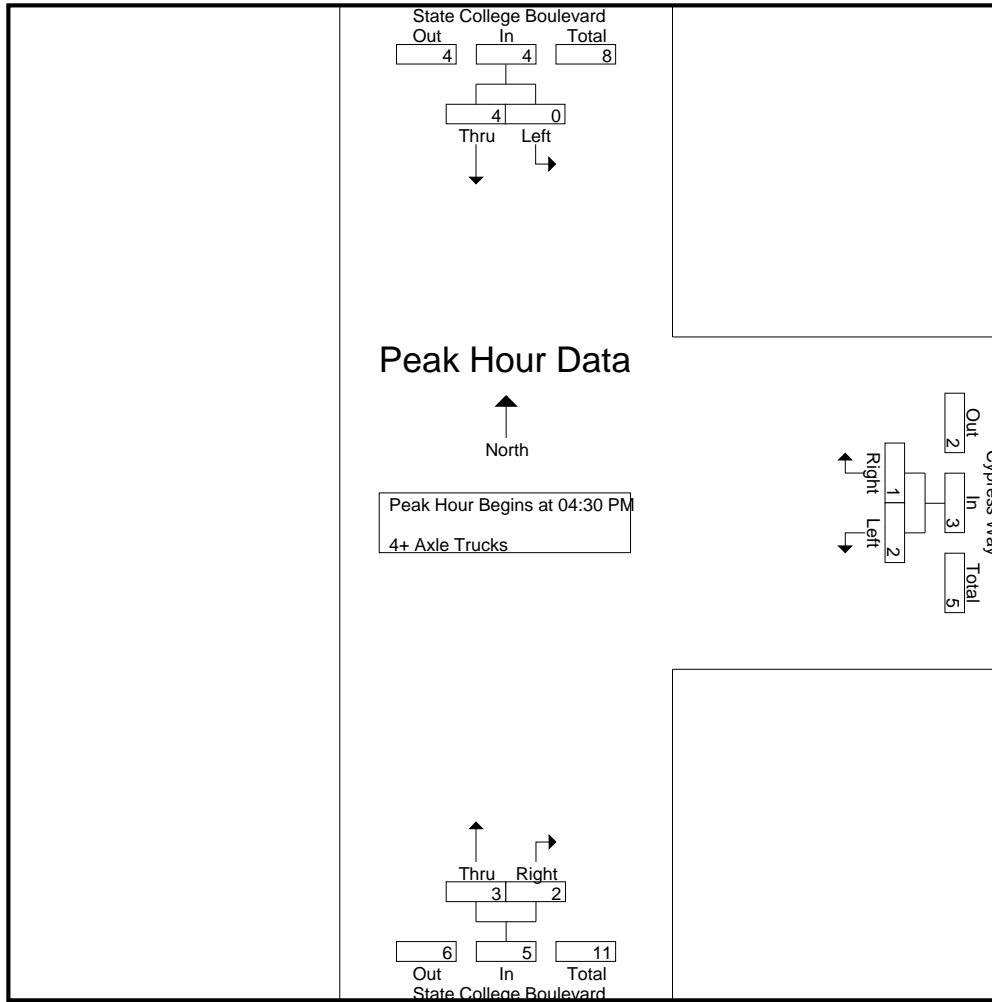 State College Boulevard
Out In Total
4 4 8
4 0
Thru Left
Peak Hour Data
North
Peak Hour Begins at 04:30 PM
4+ Axle Trucks
Cypress Way
Out In Total
2 3 5
1 2
Right Left
Thru Right
3 2
6 5 11
Out In Total
State College Boulevard